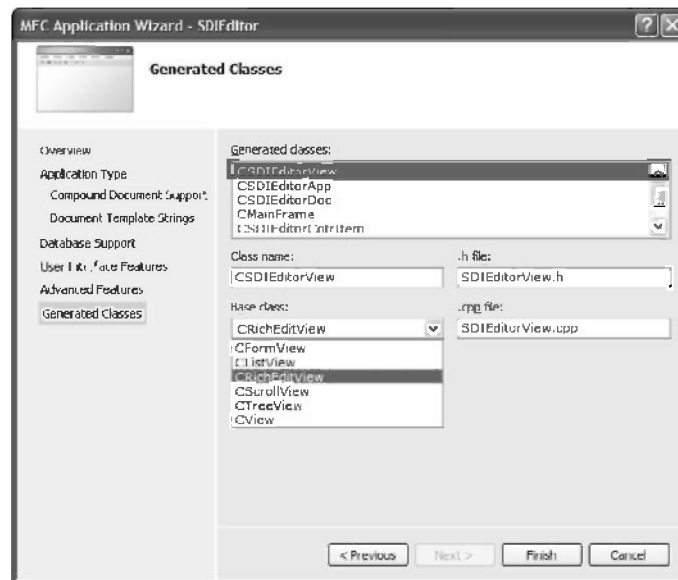 MFC Application Wizard - SDIEditor
Generated Classes
Overview
Application Type
Compound Document Support
Document Template Strings
Database Support
User Interface Features
Advanced Features
Generated Classes
Generated classes:
CSDIEditorView
CSDIEditorApp
CSDIEditorDoc
CMainFrame
CSDIEditorCntrItem
Class name:
CSDIEditorView
.h file:
SDIEditorView.h
Base class:
CRichEditView
.cpp file:
SDIEditorView.cpp
CFormView
CListView
CRichEditView
CScrollView
CTreeView
CView
< Previous
Next >
Finish
Cancel